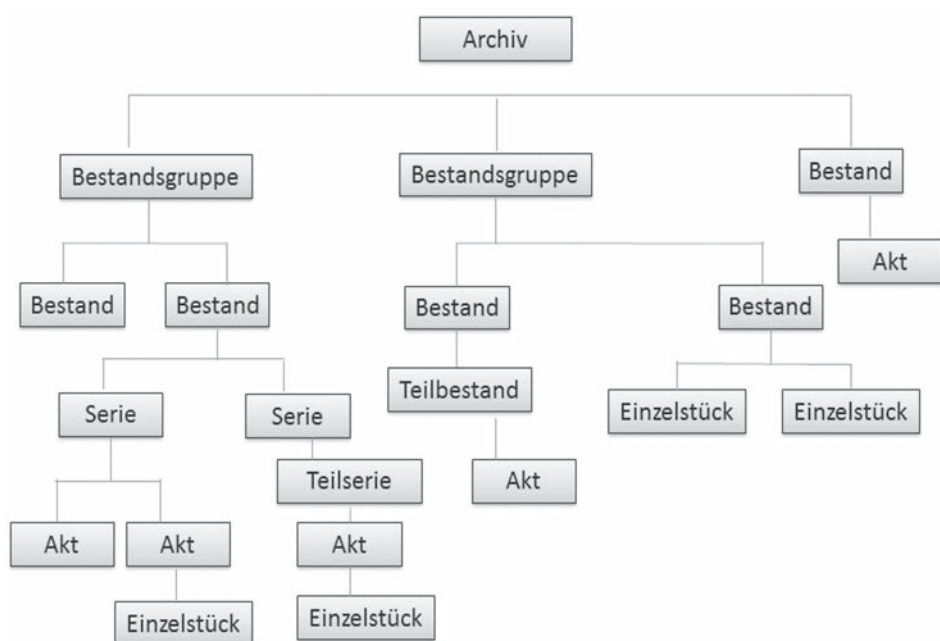 Archiv
Bestandsgruppe
Bestandsgruppe
Bestand
Akt
Bestand
Bestand
Bestand
Bestand
Teilbestand
Einzelstück
Einzelstück
Serie
Serie
Teilserie
Akt
Akt
Akt
Akt
Einzelstück
Einzelstück